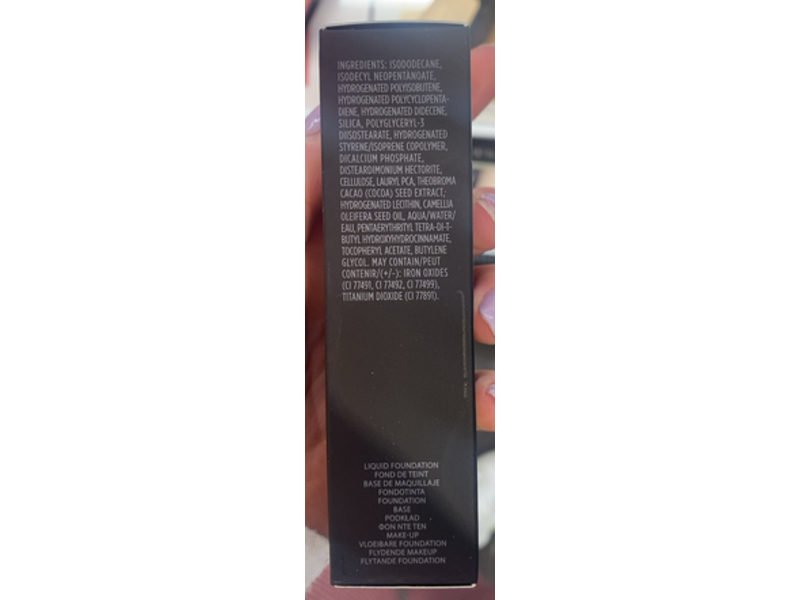 INGREDIENTS: ISODODECANE,
ISODECYL NEOPENTANOATE,
HYDROGENATED POLYISOBUTENE,
HYDROGENATED POLYCYCLOPENTA-
DIENE, HYDROGENATED DIDECENE,
SILICA, POLYGLYCERYL-3
DIISOSTEARATE, HYDROGENATED
STYRENE/ISOPRENE COPOLYMER,
DICALCIUM PHOSPHATE,
DISTEARDIMONIUM HECTORITE,
CELLULOSE, LAURYL PCA, THEOBROMA
CACAO (COCOA) SEED EXTRACT,
HYDROGENATED LECITHIN, CAMELLIA
OLEIFERA SEED OIL, AQUA/WATER/
EAU, PENTAERYTHRITYL TETRA-DI-T-
BUTYL HYDROXYHYDROCINNAMATE,
TOCOPHERYL ACETATE, BUTYLENE
GLYCOL. MAY CONTAIN/PEUT
CONTENIR/(+/-): IRON OXIDES
(CI 77491, CI 77492, CI 77499),
TITANIUM DIOXIDE (CI 77891).
LIQUID FOUNDATION
FOND DE TEINT
BASE DE MAQUILLAJE
FONDOTINTA
FOUNDATION
BASE
PODKŁAD
ΦΟΝ ΝΤΕ ΤΕΝ
MAKE-UP
VLOEIBARE FOUNDATION
FLYDENDE MAKEUP
FLYTANDE FOUNDATION